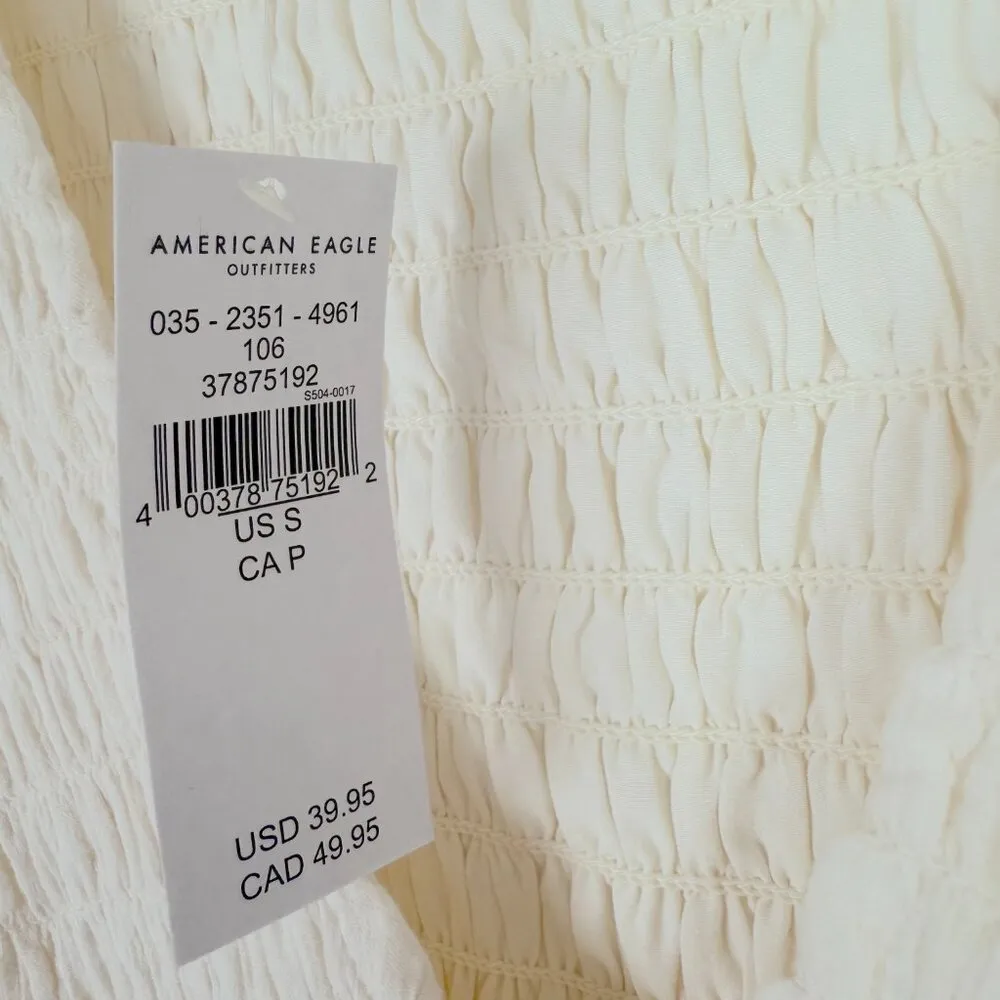 AMERICAN EAGLE
OUTFITTERS
035 - 2351 - 4961
106
37875192
S504-0017
4 00378 75192 2
US S
CA P
USD 39.95
CAD 49.95